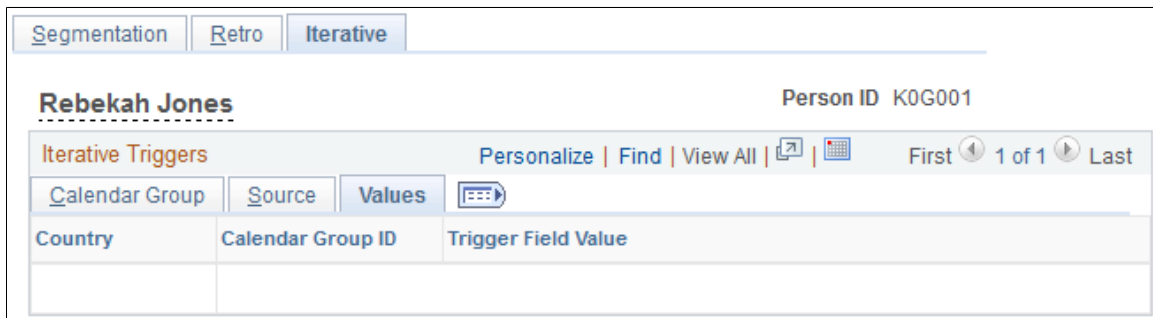 Segmentation Retro Iterative
Rebekah Jones Person ID K0G001
Iterative Triggers Personalize | Find | View All | | First 1 of 1 Last
Calendar Group Source Values
Country Calendar Group ID Trigger Field Value